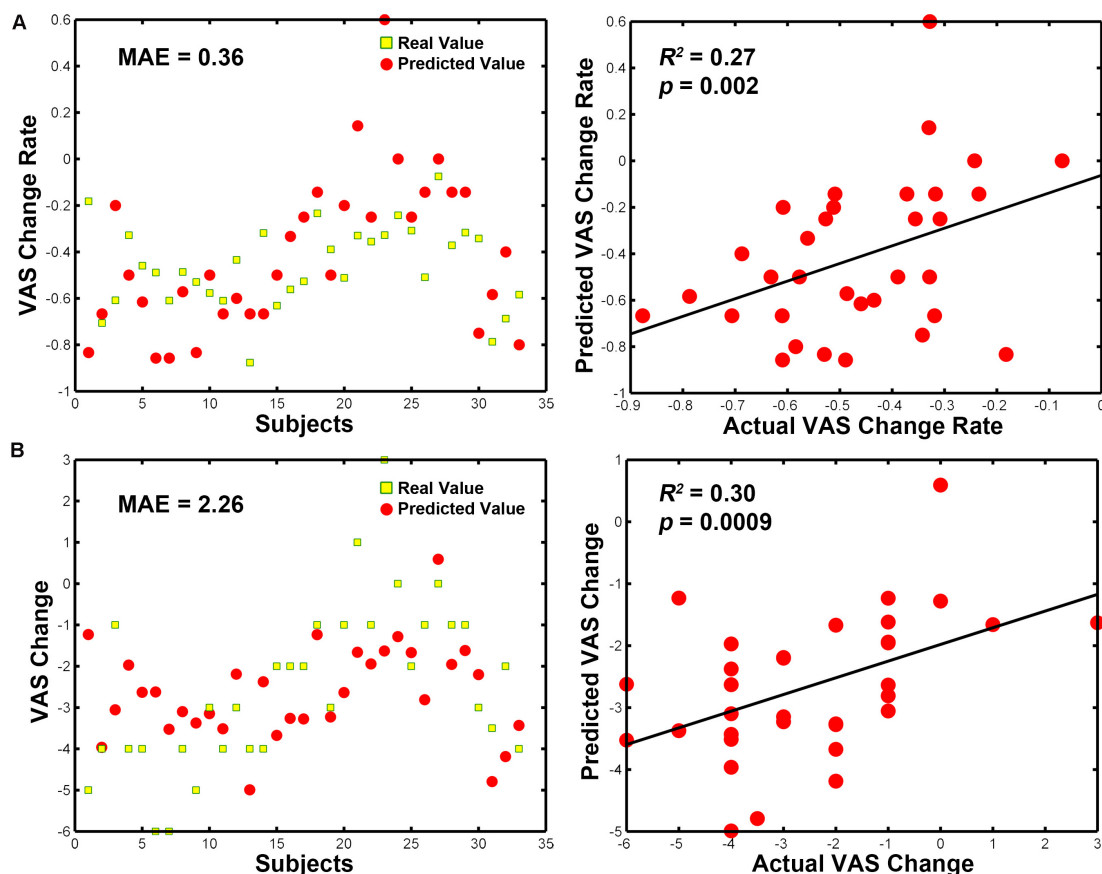 A
MAE = 0.36
Real Value
Predicted Value
VAS Change Rate
0.6
0.4
0.2
0
-0.2
-0.4
-0.6
-0.8
-1
0 5 10 15 20 25 30 35
Subjects
R² = 0.27
p = 0.002
Predicted VAS Change Rate
0.6
0.4
0.2
0
-0.2
-0.4
-0.6
-0.8
-1
-0.9 -0.8 -0.7 -0.6 -0.5 -0.4 -0.3 -0.2 -0.1 0
Actual VAS Change Rate
B
MAE = 2.26
Real Value
Predicted Value
VAS Change
3
2
1
0
-1
-2
-3
-4
-5
-6
0 5 10 15 20 25 30 35
Subjects
R² = 0.30
p = 0.0009
Predicted VAS Change
1
0
-1
-2
-3
-4
-5
-6 -5 -4 -3 -2 -1 0 1 2 3
Actual VAS Change